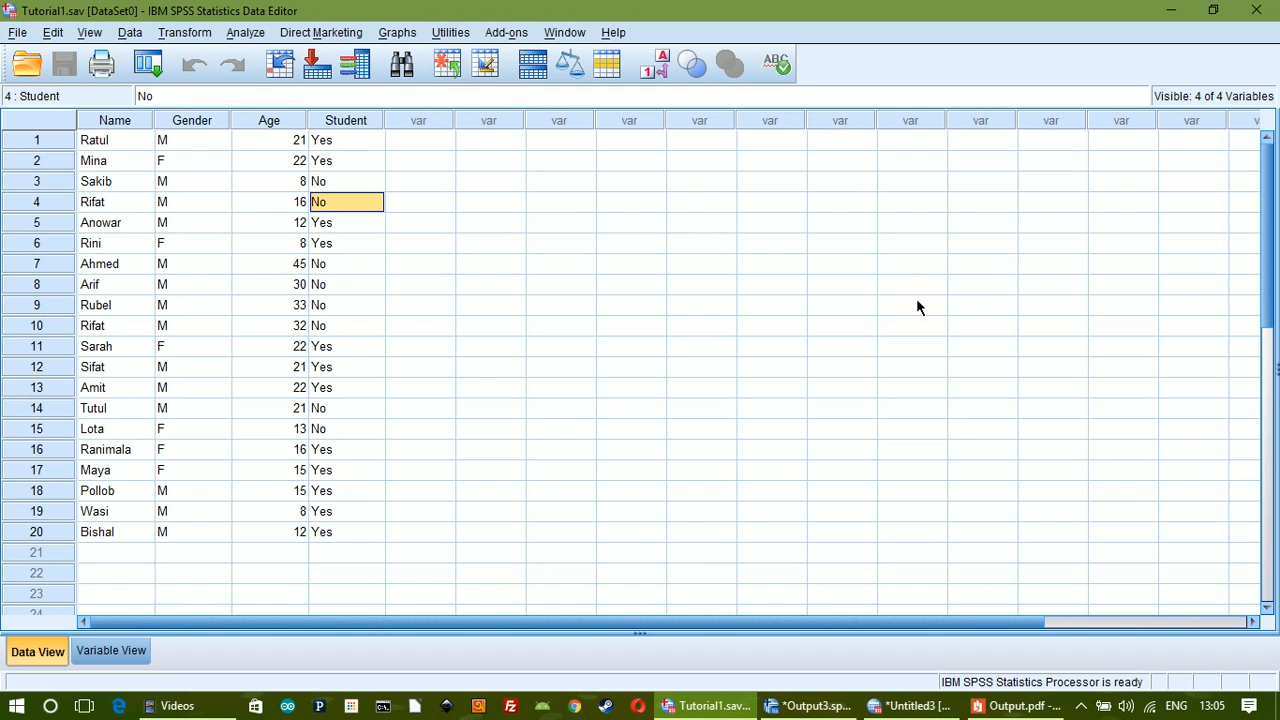 Tutorial1.sav [DataSet0] - IBM SPSS Statistics Data Editor
File Edit View Data Transform Analyze Direct Marketing Graphs Utilities Add-ons Window Help
A
1
ABC
4 : Student No Visible: 4 of 4 Variables
Name Gender Age Student var var var var var var var var var var var var v
1 Ratul M 21 Yes
2 Mina F 22 Yes
3 Sakib M 8 No
4 Rifat M 16 No
5 Anowar M 12 Yes
6 Rini F 8 Yes
7 Ahmed M 45 No
8 Arif M 30 No
9 Rubel M 33 No
10 Rifat M 32 No
11 Sarah F 22 Yes
12 Sifat M 21 Yes
13 Amit M 22 Yes
14 Tutul M 21 No
15 Lota F 13 No
16 Ranimala F 16 Yes
17 Maya F 15 Yes
18 Pollob M 15 Yes
19 Wasi M 8 Yes
20 Bishal M 12 Yes
21
22
23
24
Data View Variable View
IBM SPSS Statistics Processor is ready
Videos Tutorial1.sav... *Output3.sp... *Untitled3 [... Output.pdf -... ENG 13:05